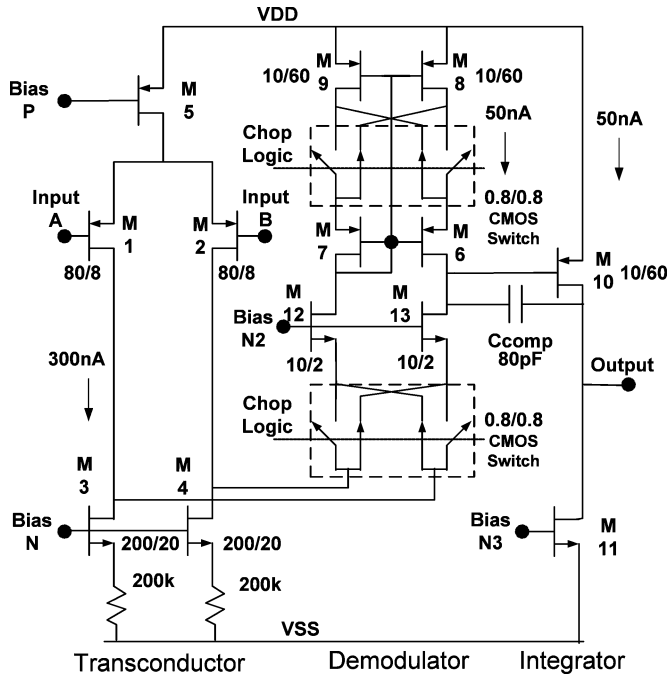 VDD
M
9
10/60
M
8
10/60
Bias
P
M
5
50nA
50nA
Chop
Logic
Input
A
M
1
80/8
M
2
80/8
Input
B
0.8/0.8
CMOS
Switch
M
7
M
6
M
10
10/60
M
12
M
13
Bias
N2
10/2
10/2
Ccomp
80pF
Output
300nA
Chop
Logic
0.8/0.8
CMOS
Switch
M
3
M
4
Bias
N
200/20
200/20
Bias
N3
M
11
200k
200k
VSS
Transconductor
Demodulator
Integrator